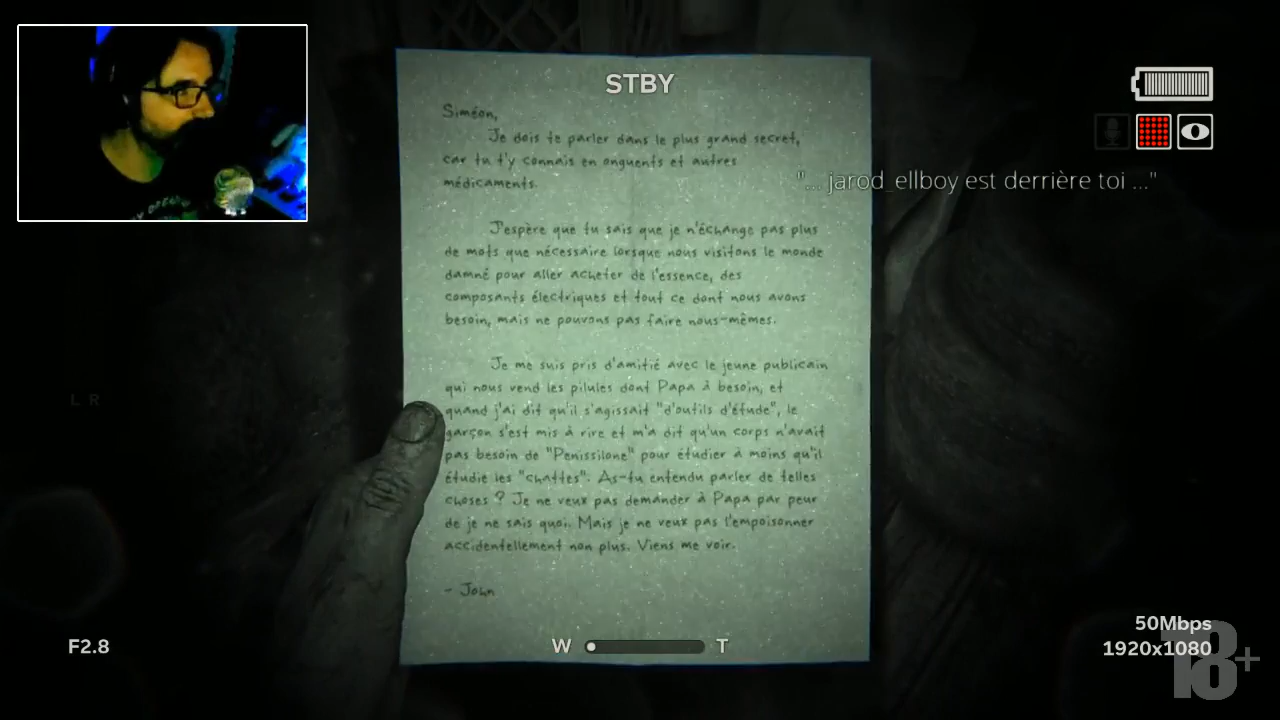 STBY
Siméon,
Je dois te parler dans le plus grand secret,
car tu t'y connais en onguents et autres
médicaments.
"... jarod_ellboy est derrière toi ..."
J'espère que tu sais que je n'échange pas plus
de mots que nécessaire lorsque nous visitons le monde
damné pour aller acheter de l'essence, des
composants électriques et tout ce dont nous avons
besoin, mais ne pouvons pas faire nous-mêmes.
Je me suis pris d'amitié avec le jeune publicain
qui nous vend les pilules dont Papa à besoin, et
quand j'ai dit qu'il s'agissait "d'outils d'étude", le
garçon s'est mis à rire et m'a dit qu'un corps n'avait
pas besoin de "Penissilone" pour étudier à moins qu'il
étudie les "chattes". As-tu entendu parler de telles
choses ? Je ne veux pas demander à Papa par peur
de je ne sais quoi. Mais je ne veux pas l'empoisonner
accidentellement non plus. Viens me voir.
- John
L R
F2.8
W T
50Mbps
1920x1080
18+